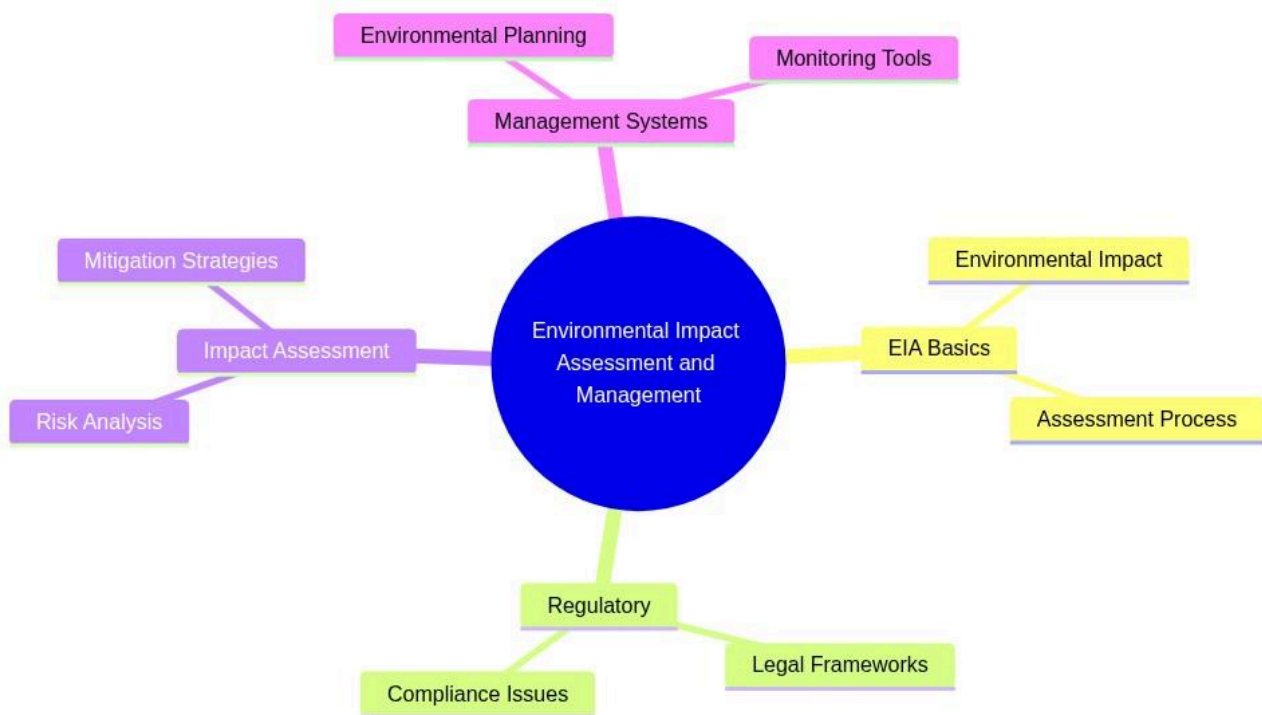 Environmental Planning
Monitoring Tools
Management Systems
Mitigation Strategies
Environmental Impact
Impact Assessment
Environmental Impact
Assessment and
Management
EIA Basics
Risk Analysis
Assessment Process
Regulatory
Legal Frameworks
Compliance Issues